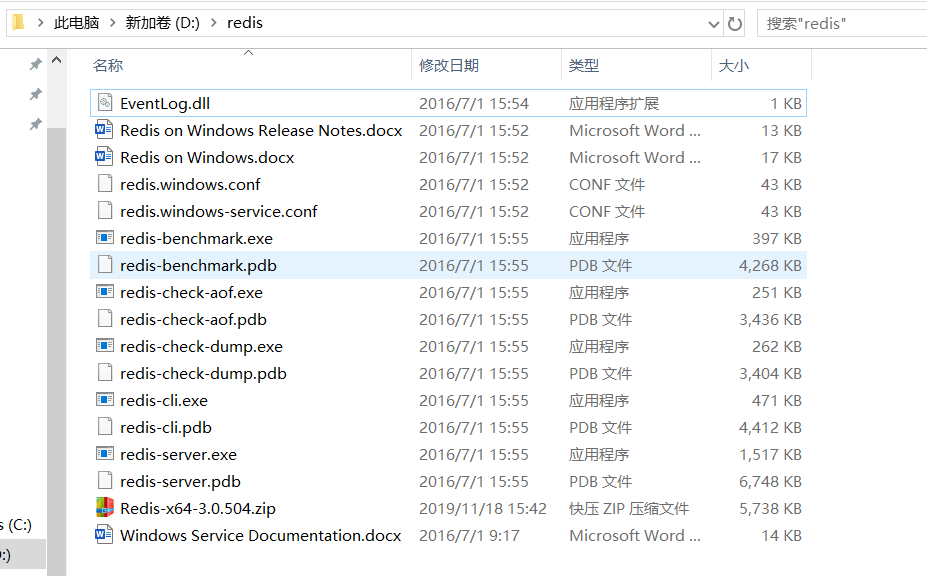 此电脑 新加卷 (D:) redis 搜索"redis"
名称 修改日期 类型 大小
EventLog.dll 2016/7/1 15:54 应用程序扩展 1 KB
Redis on Windows Release Notes.docx 2016/7/1 15:52 Microsoft Word ... 13 KB
Redis on Windows.docx 2016/7/1 15:52 Microsoft Word ... 17 KB
redis.windows.conf 2016/7/1 15:52 CONF 文件 43 KB
redis.windows-service.conf 2016/7/1 15:52 CONF 文件 43 KB
redis-benchmark.exe 2016/7/1 15:55 应用程序 397 KB
redis-benchmark.pdb 2016/7/1 15:55 PDB 文件 4,268 KB
redis-check-aof.exe 2016/7/1 15:55 应用程序 251 KB
redis-check-aof.pdb 2016/7/1 15:55 PDB 文件 3,436 KB
redis-check-dump.exe 2016/7/1 15:55 应用程序 262 KB
redis-check-dump.pdb 2016/7/1 15:55 PDB 文件 3,404 KB
redis-cli.exe 2016/7/1 15:55 应用程序 471 KB
redis-cli.pdb 2016/7/1 15:55 PDB 文件 4,412 KB
redis-server.exe 2016/7/1 15:55 应用程序 1,517 KB
redis-server.pdb 2016/7/1 15:55 PDB 文件 6,748 KB
Redis-x64-3.0.504.zip 2019/11/18 15:42 快压 ZIP 压缩文件 5,738 KB
s (C:)
Windows Service Documentation.docx 2016/7/1 9:17 Microsoft Word ... 14 KB
:)